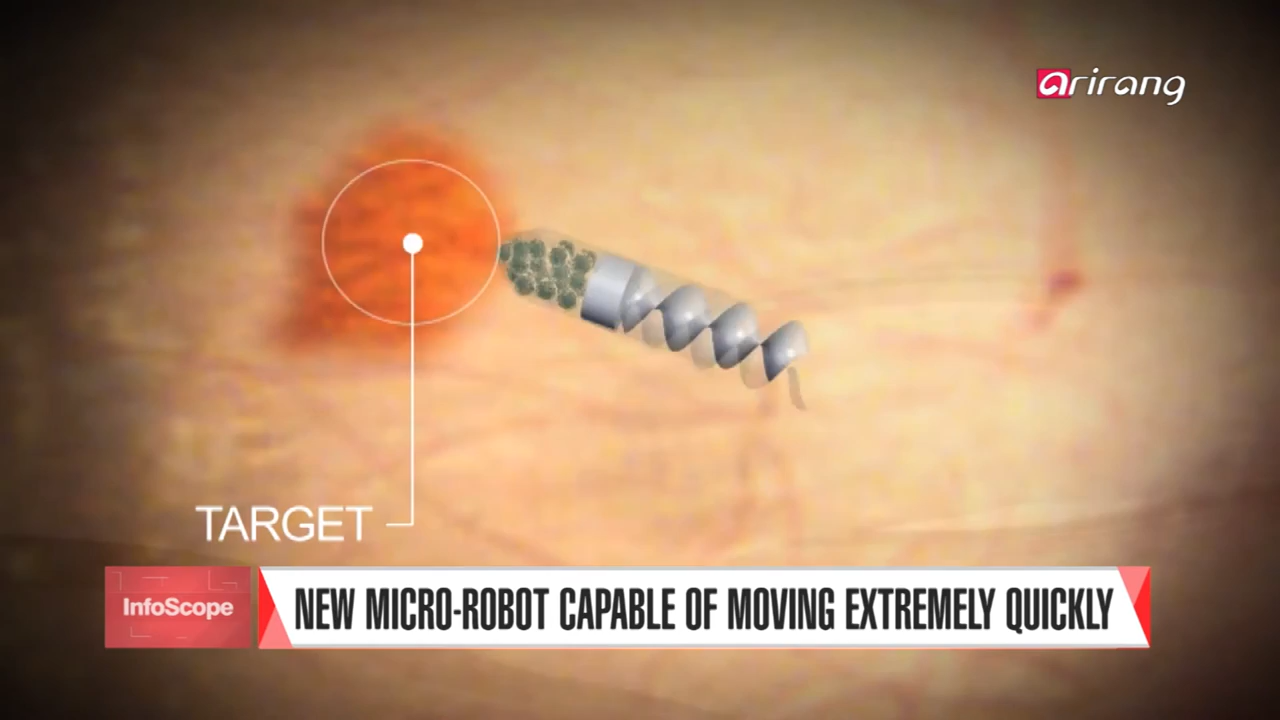 arirang
TARGET
InfoScope
NEW MICRO-ROBOT CAPABLE OF MOVING EXTREMELY QUICKLY